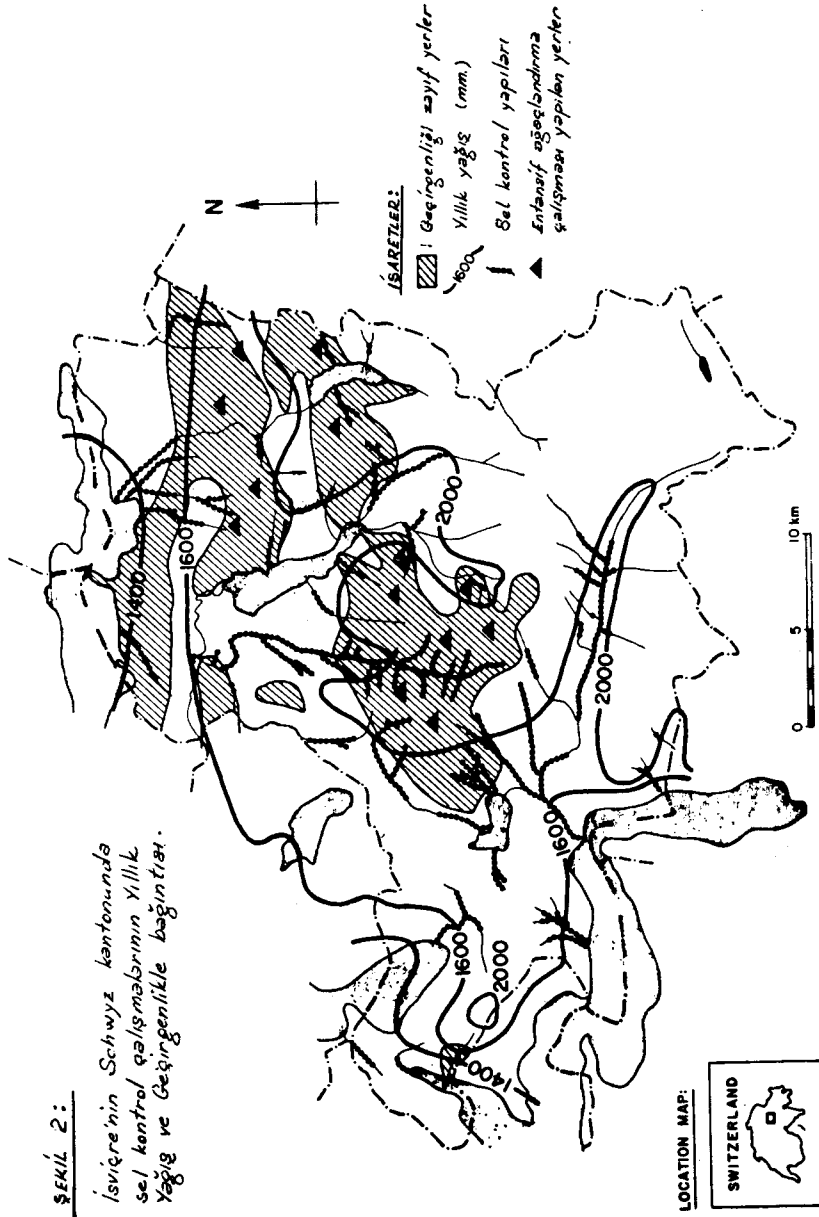 ŞEKİL 2:
İsviçre'nin Schwyz kantonunda
sel kontrol çalışmalarının Yıllık
Yağış ve Geçirgenlikle bağıntısı.
N
İŞARETLER:
: Geçirgenliği zayıf yerler
1600
Yıllık yağış (mm.)
Sel kontrol yapıları
Entansif ağaçlandırma
çalışması yapılan yerler
1400
1600
2000
2000
1600
1600
2000
1400
0 5 10 km
LOCATION MAP:
SWITZERLAND